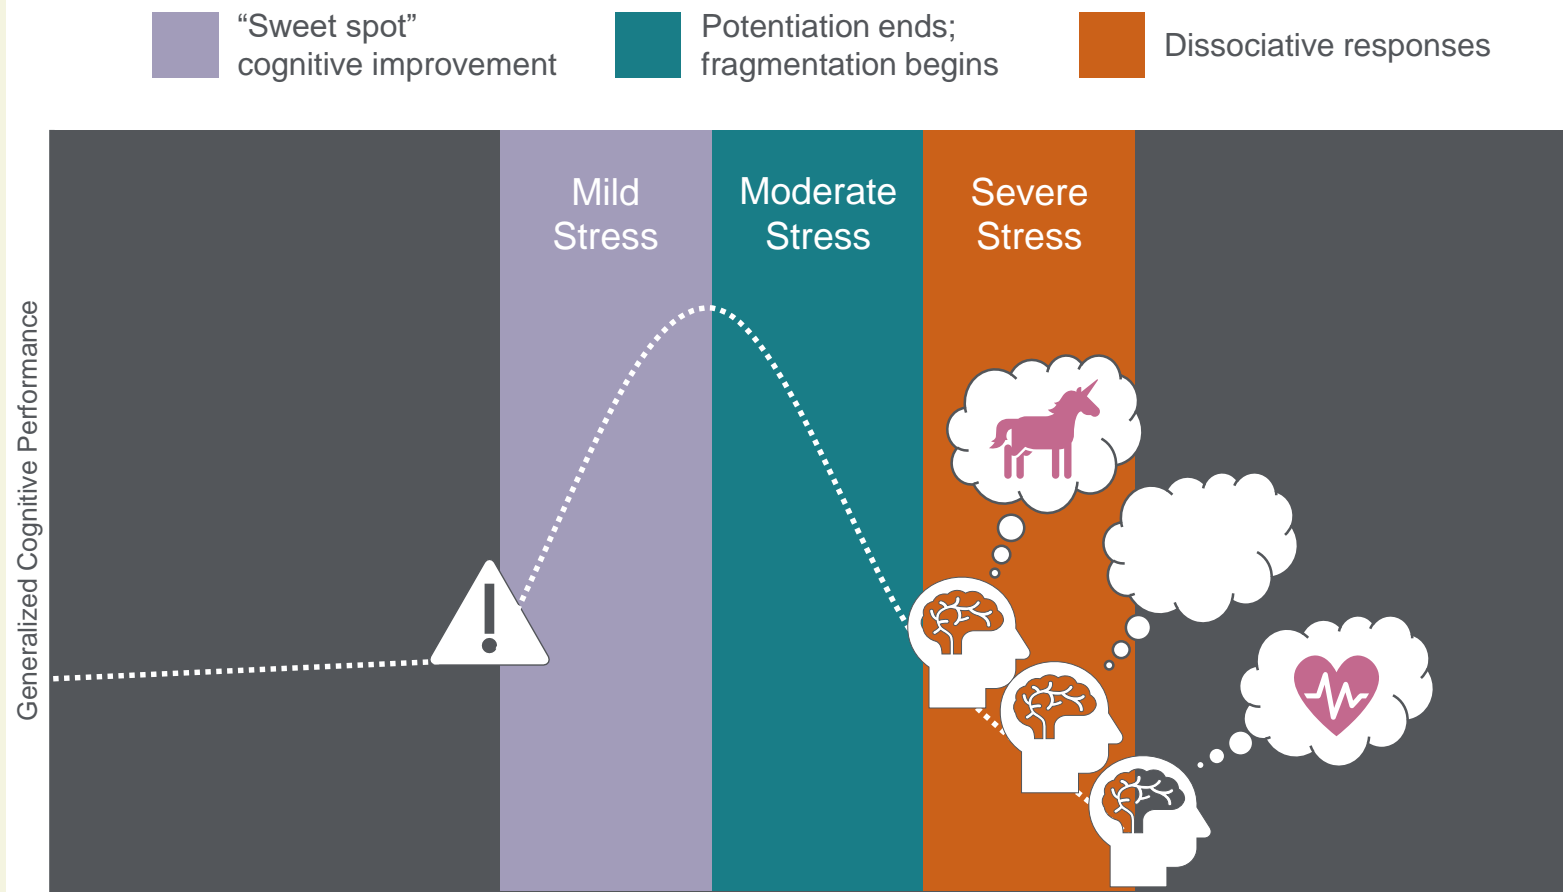 “Sweet spot”
cognitive improvement
Potentiation ends;
fragmentation begins
Dissociative responses
Mild
Stress
Moderate
Stress
Severe
Stress
Generalized Cognitive Performance